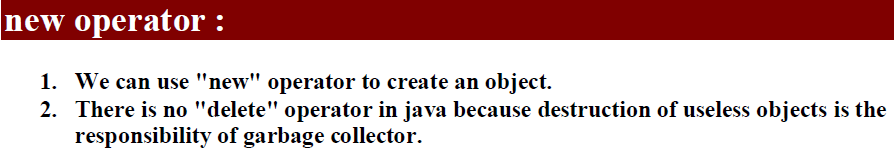 new operator :
1. We can use "new" operator to create an object.
2. There is no "delete" operator in java because destruction of useless objects is the
responsibility of garbage collector.